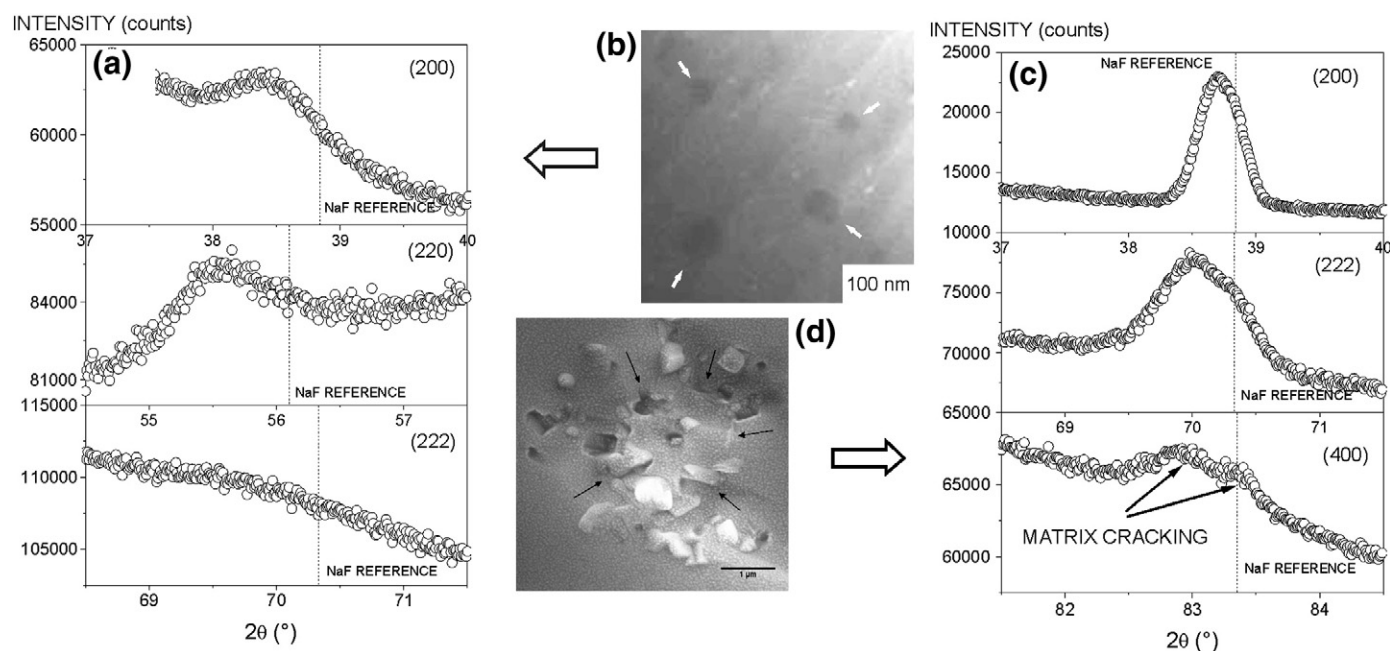 INTENSITY (counts)
(a)
65000
(200)
60000
55000
NaF REFERENCE
37
38
39
40
(220)
84000
81000
NaF REFERENCE
55
56
57
115000
(222)
110000
105000
NaF REFERENCE
69
70
71
2θ (°)
(b)
100 nm
(d)
1 µm
INTENSITY (counts)
25000
NaF REFERENCE
(c)
(200)
20000
15000
10000
37
38
39
40
(222)
75000
70000
65000
NaF REFERENCE
69
70
71
(400)
65000
MATRIX CRACKING
60000
NaF REFERENCE
82
83
84
2θ (°)